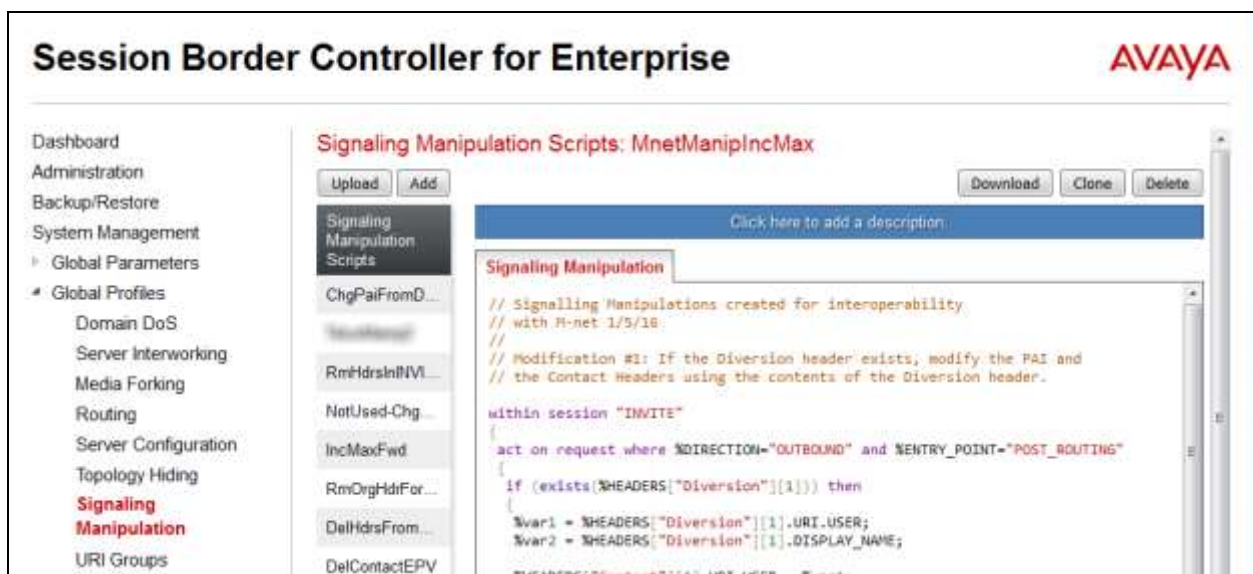 Session Border Controller for Enterprise
AVAYA
Dashboard
Administration
Backup/Restore
System Management
Global Parameters
Global Profiles
Domain DoS
Server Interworking
Media Forking
Routing
Server Configuration
Topology Hiding
Signaling
Manipulation
URI Groups
Signaling Manipulation Scripts: MnetManipIncMax
Upload Add
Download Clone Delete
Signaling
Manipulation
Scripts
ChgPaiFromD...
RmHdrsInINVI...
NotUsed-Chg...
IncMaxFwd
RmOrgHdrFor...
DelHdrsFrom...
DelContactEPV
Click here to add a description.
Signaling Manipulation
// Signalling Manipulations created for interoperability
// with M-net 1/5/16
//
// Modification #1: If the Diversion header exists, modify the PAI and
// the Contact Headers using the contents of the Diversion header.
within session "INVITE"
{
act on request where %DIRECTION="OUTBOUND" and %ENTRY_POINT="POST_ROUTING"
{
if (exists(%HEADERS["Diversion"][1])) then
{
%var1 = %HEADERS["Diversion"][1].URI.USER;
%var2 = %HEADERS["Diversion"][1].DISPLAY_NAME;